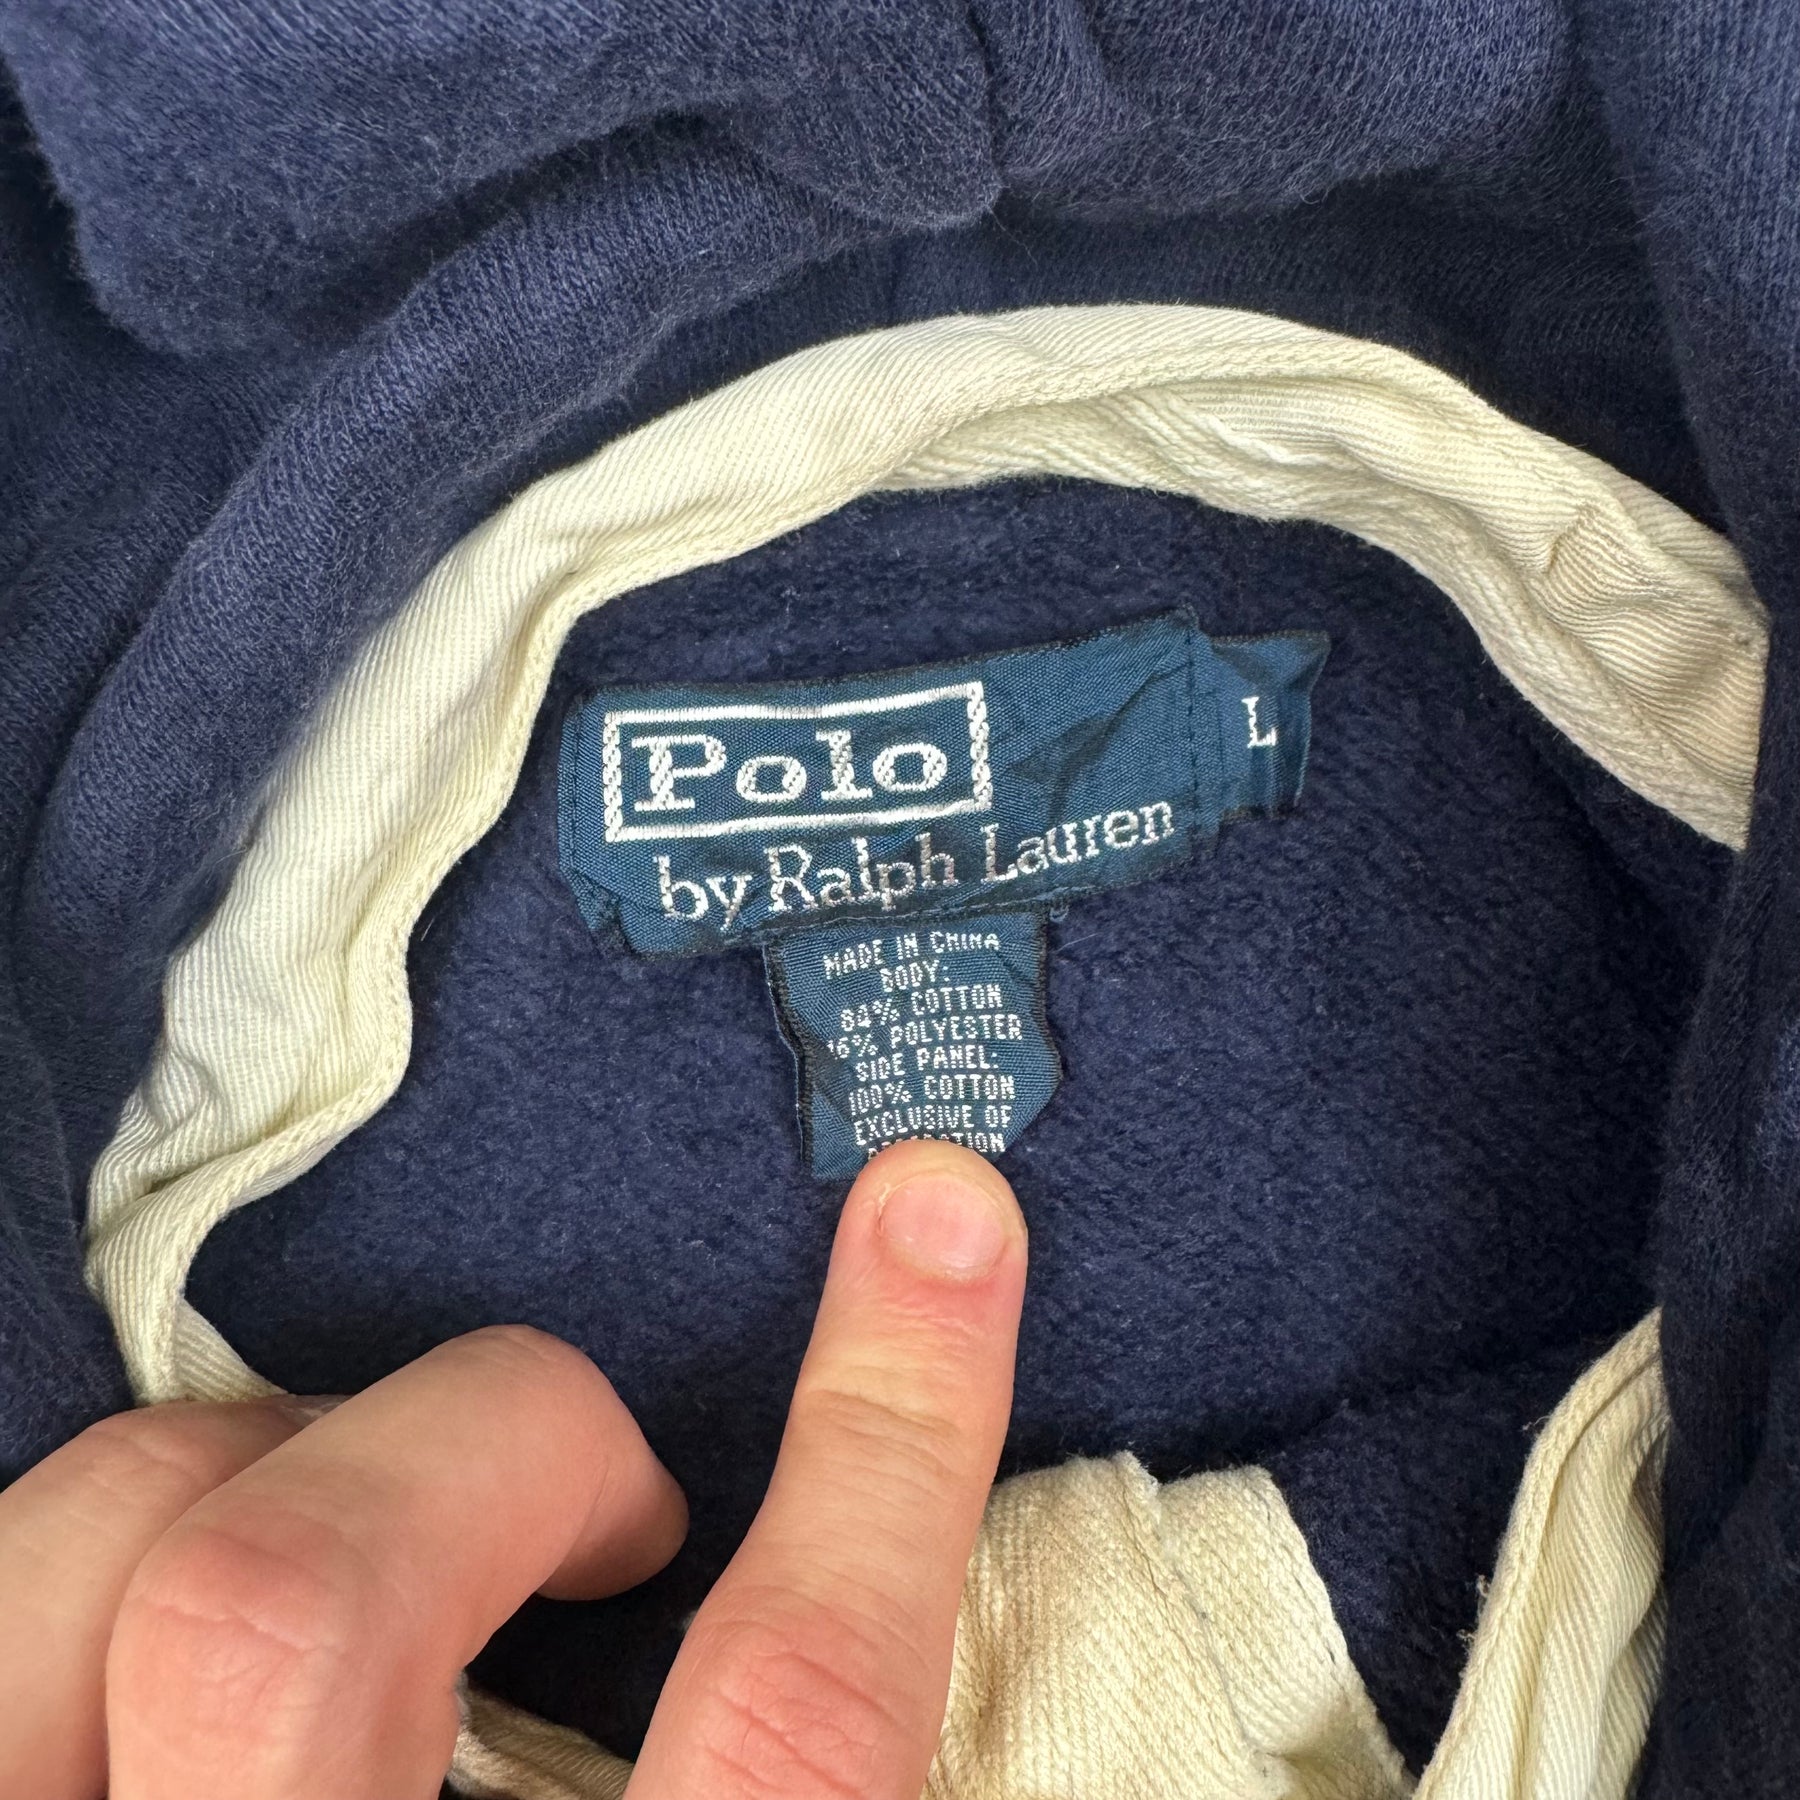 Polo
by Ralph Lauren
L
MADE IN CHINA
BODY:
84% COTTON
16% POLYESTER
SIDE PANEL:
100% COTTON
EXCLUSIVE OF